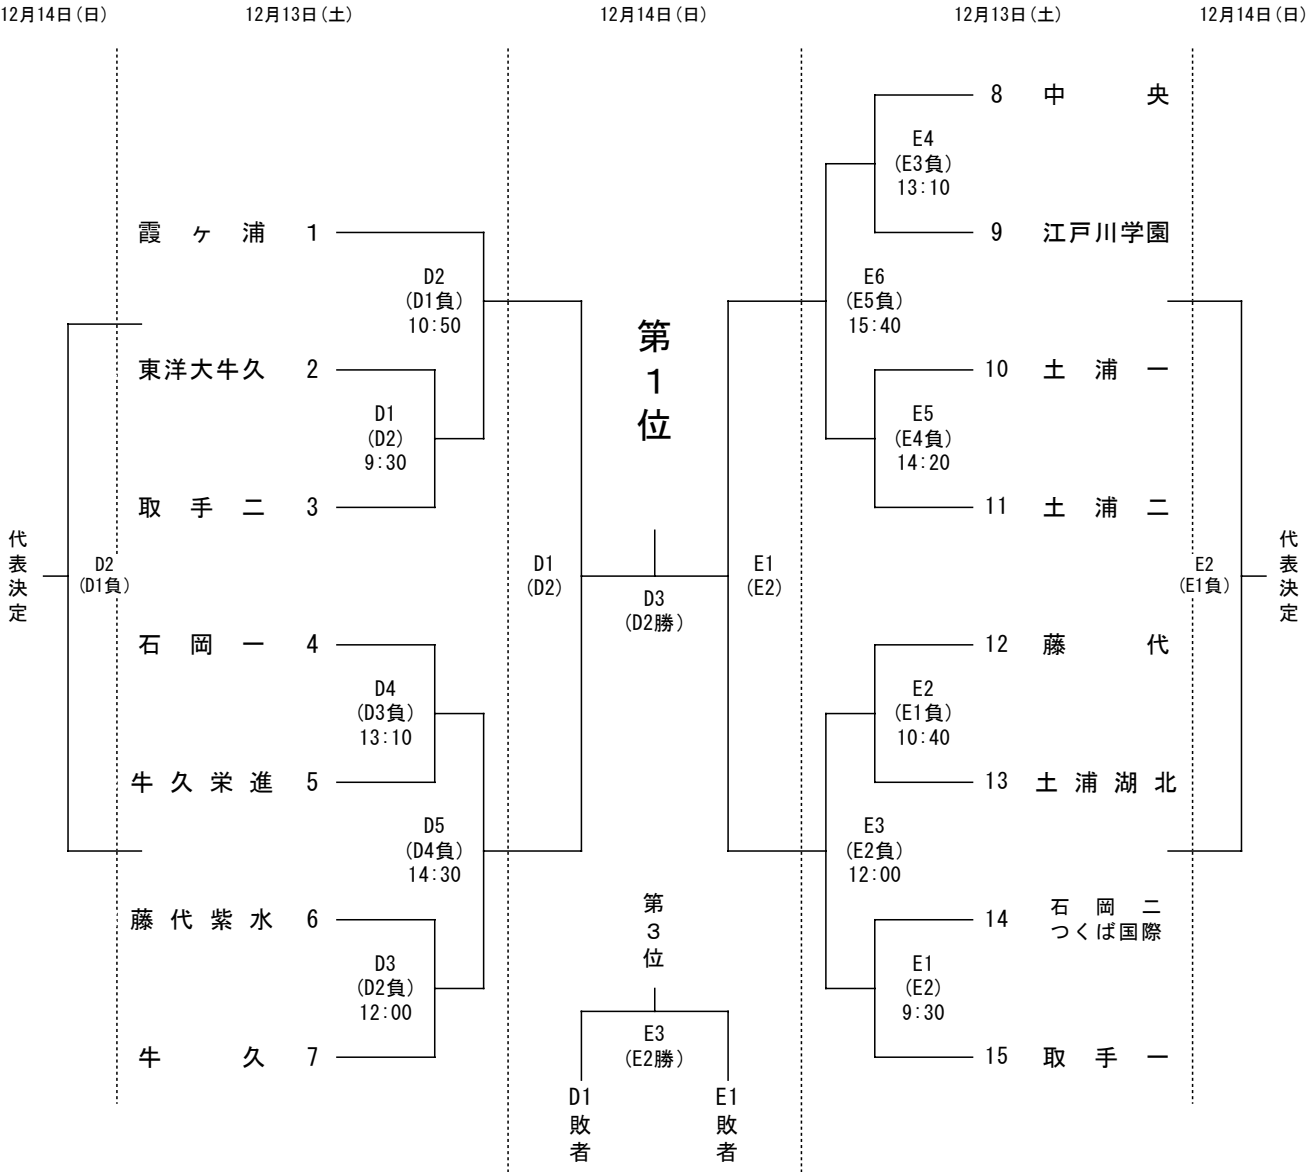 12月14日(日)
12月13日(土)
12月14日(日)
12月13日(土)
12月14日(日)
霞ヶ浦 1
D2
(D1負)
10:50
東洋大牛久 2
D1
(D2)
9:30
取手二 3
代表決定
D2
(D1負)
石岡一 4
D4
(D3負)
13:10
牛久栄進 5
D5
(D4負)
14:30
藤代紫水 6
D3
(D2負)
12:00
牛久 7
第1位
D1
(D2)
D3
(D2勝)
E1
(E2)
第3位
E3
(E2勝)
D1敗者
E1敗者
8 中央
E4
(E3負)
13:10
9 江戸川学園
E6
(E5負)
15:40
10 土浦一
E5
(E4負)
14:20
11 土浦二
E2
(E1負)
代表決定
12 藤代
E2
(E1負)
10:40
13 土浦湖北
E3
(E2負)
12:00
14 石岡二
つくば国際
E1
(E2)
9:30
15 取手一